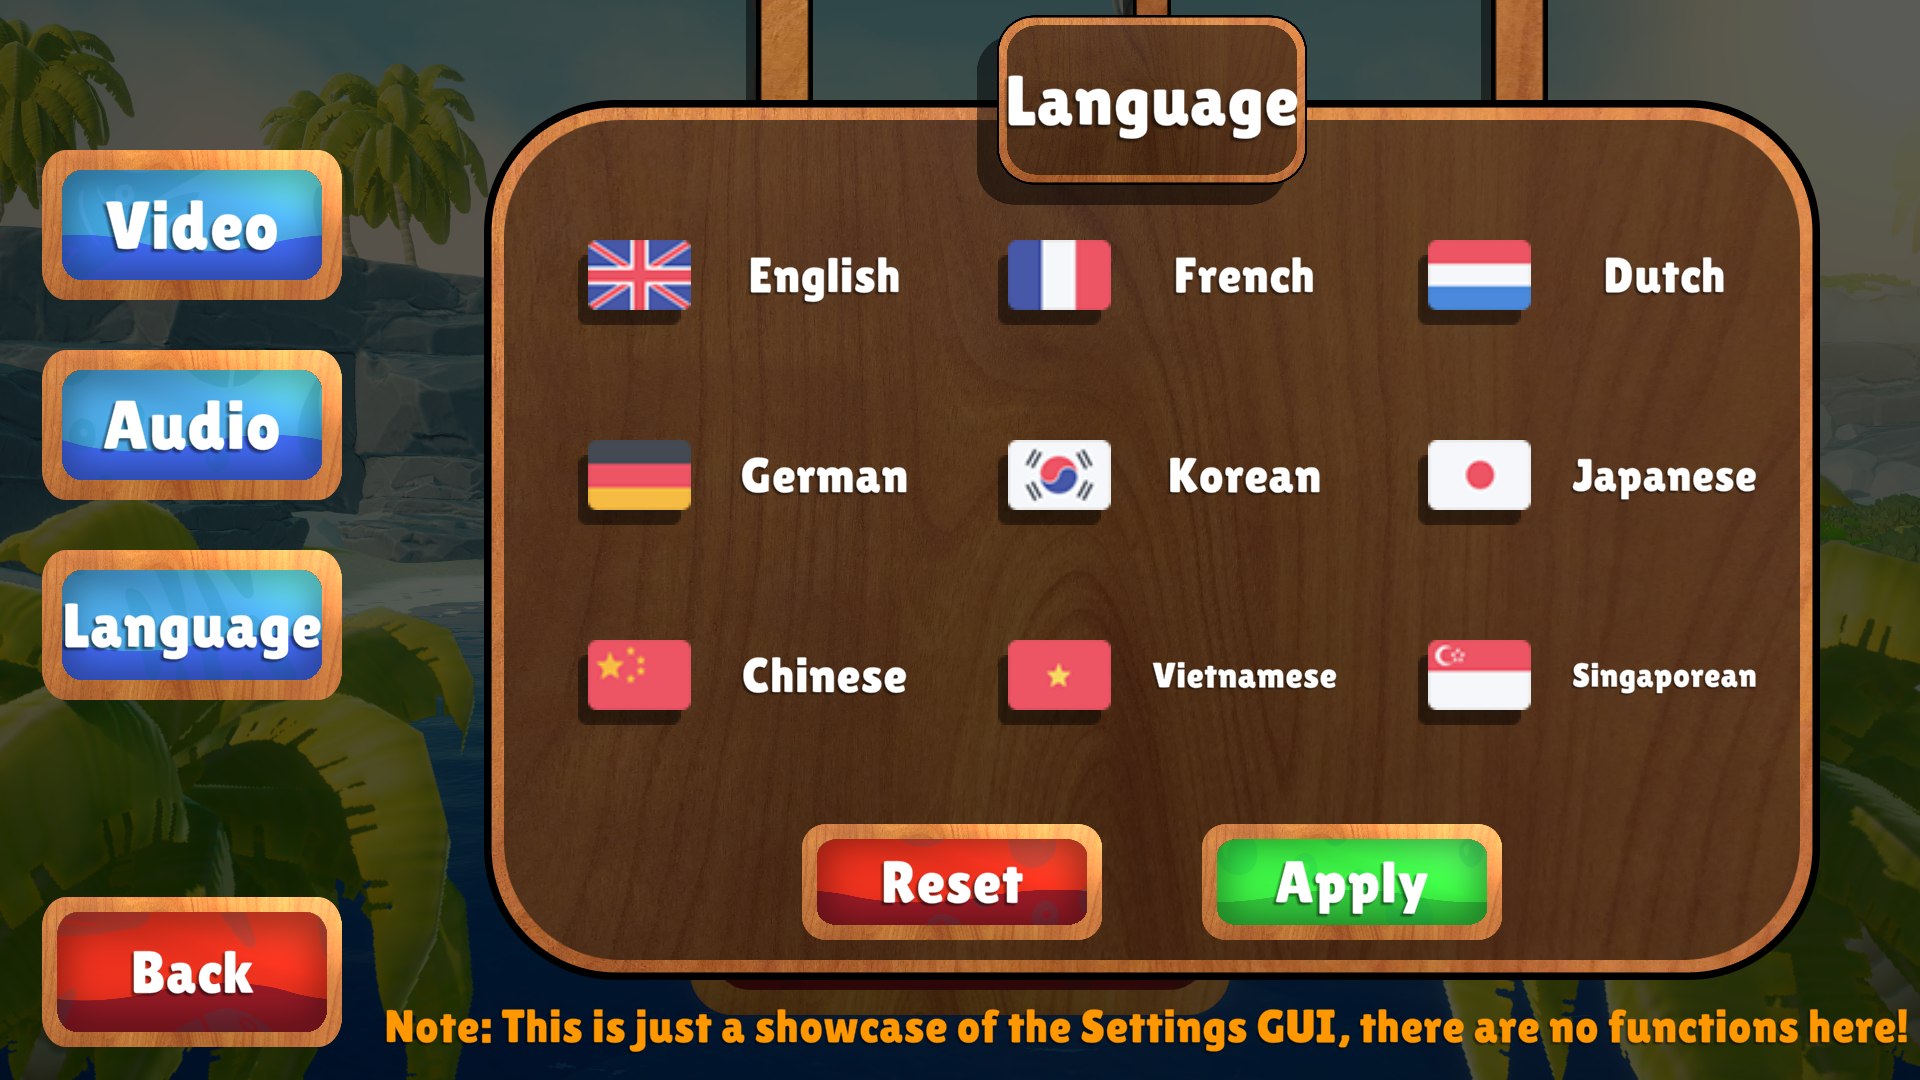 Language
Video
Audio
Language
Back
English
French
Dutch
German
Korean
Japanese
Chinese
Vietnamese
Singaporean
Reset
Apply
Note: This is just a showcase of the Settings GUI, there are no functions here!